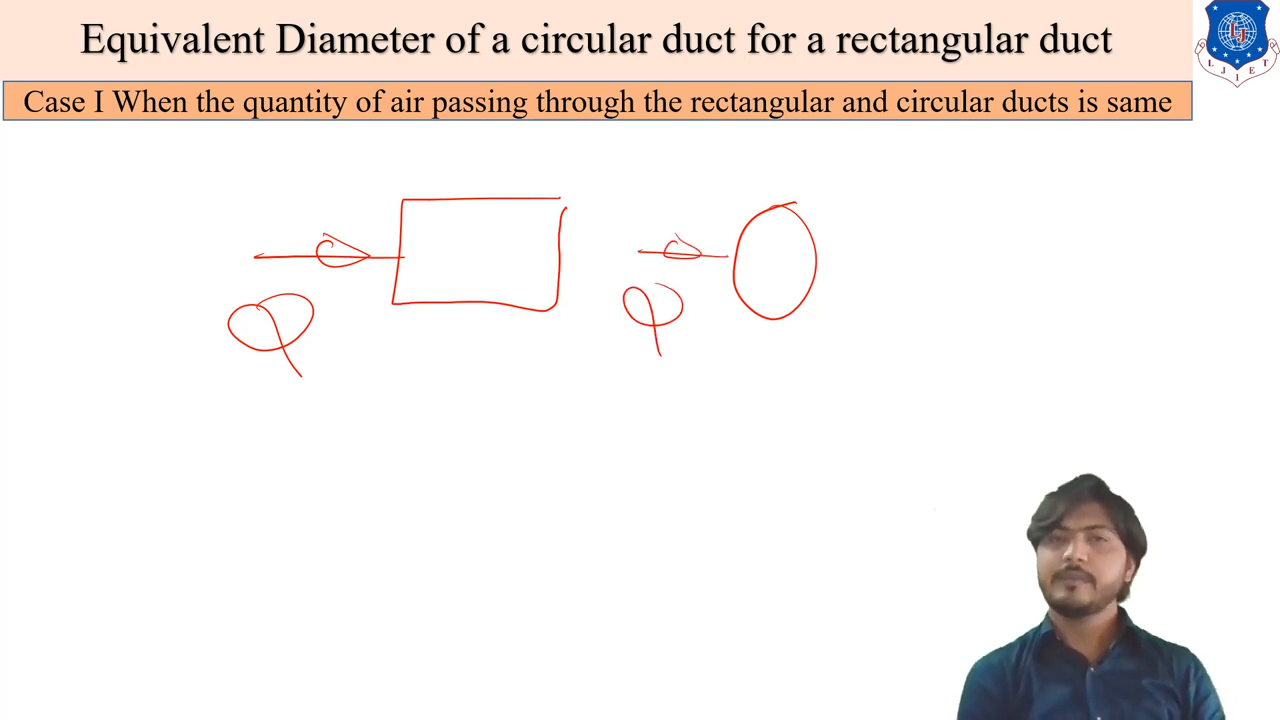 Equivalent Diameter of a circular duct for a rectangular duct
LJIET
Case I When the quantity of air passing through the rectangular and circular ducts is same
Q Q